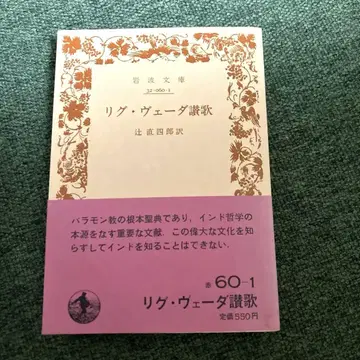 岩波文庫
32-060-1
リグ・ヴェーダ讃歌
辻直四郎訳
バラモン教の根本聖典であり、インド哲学の
本源をなす重要な文献。この偉大な文化を知
らずしてインドを知ることはできない。
赤 60-1
リグ・ヴェーダ讃歌
定価550円